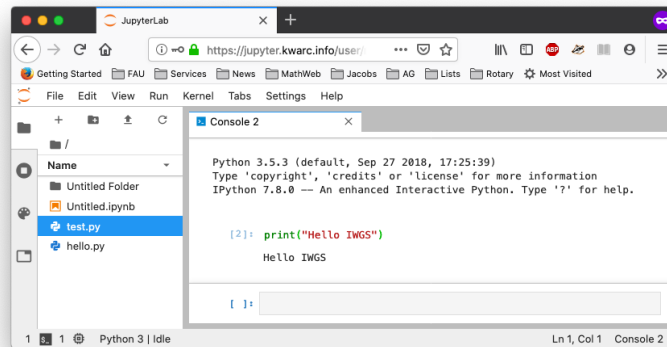 JupyterLab
https://jupyter.kwarc.info/user/
Getting Started FAU Services News MathWeb Jacobs AG Lists Rotary Most Visited
File Edit View Run Kernel Tabs Settings Help
Console 2
/
Name
Untitled Folder
Untitled.ipynb
test.py
hello.py
Python 3.5.3 (default, Sep 27 2018, 17:25:39)
Type 'copyright', 'credits' or 'license' for more information
IPython 7.8.0 -- An enhanced Interactive Python. Type '?' for help.
[2]: print("Hello IWGS")
Hello IWGS
[ ]:
1 1 Python 3 | Idle Ln 1, Col 1 Console 2